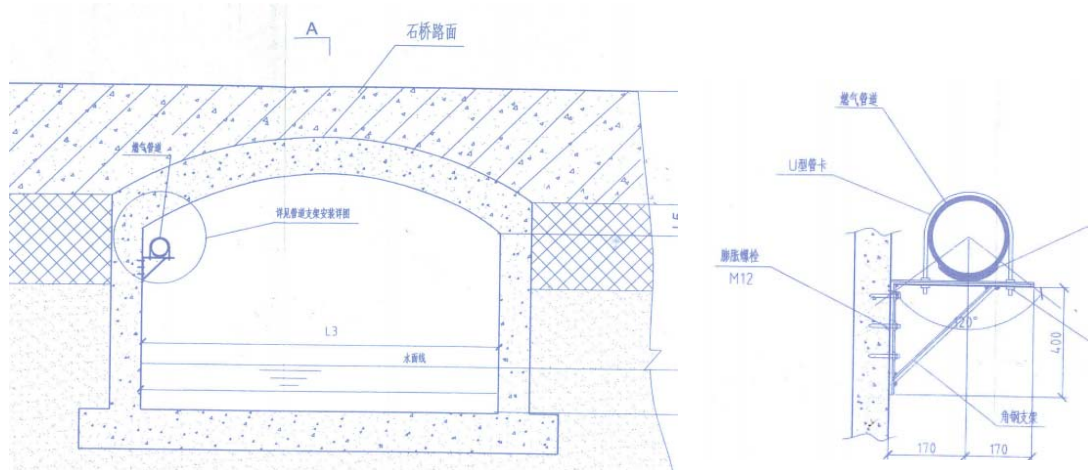 A
石桥路面
燃气管道
详见管道支架安装详图
L3
水面线
燃气管道
U型管卡
膨胀螺栓
M12
120°
400
角钢支架
170
170